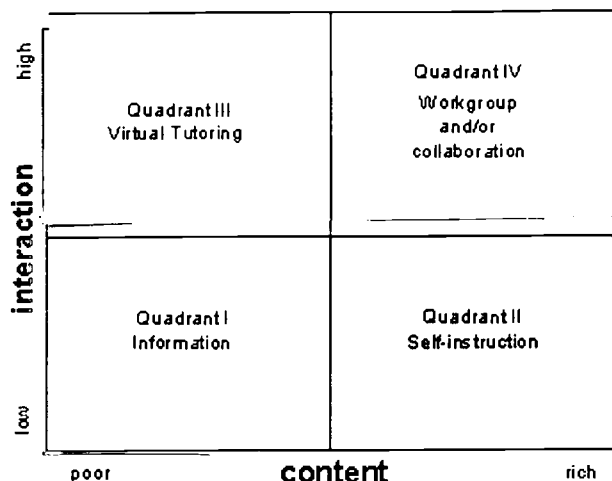 high
Quadrant III
Virtual Tutoring
Quadrant IV
Workgroup
and/or
collaboration
interaction
Quadrant I
Information
Quadrant II
Self-instruction
low
poor
content
rich